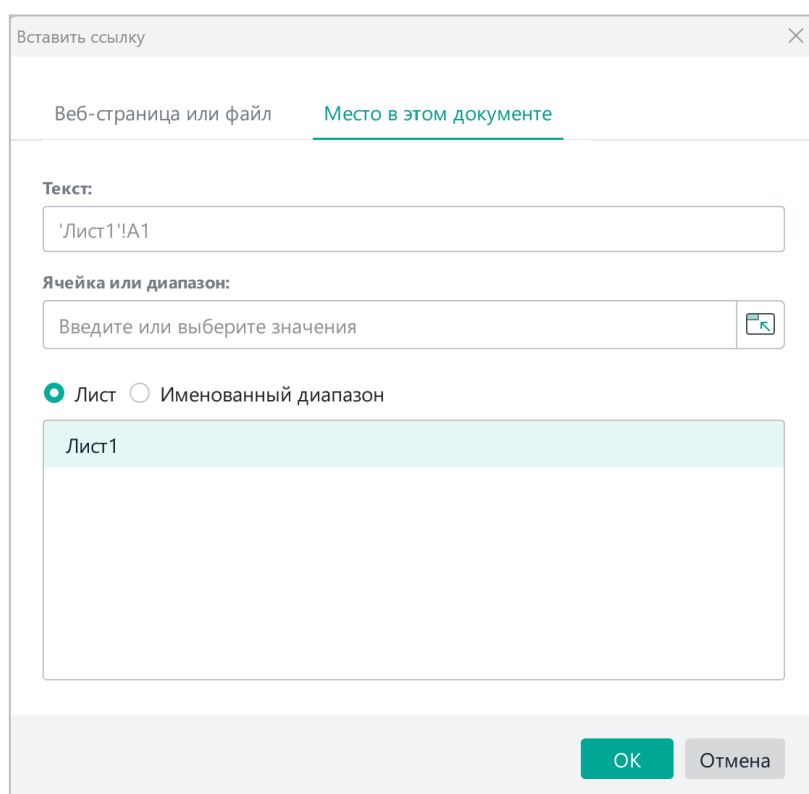 Вставить ссылку
Веб-страница или файл Место в этом документе
Текст:
'Лист1'!A1
Ячейка или диапазон:
Введите или выберите значения
Лист Именованный диапазон
Лист1
ОК Отмена